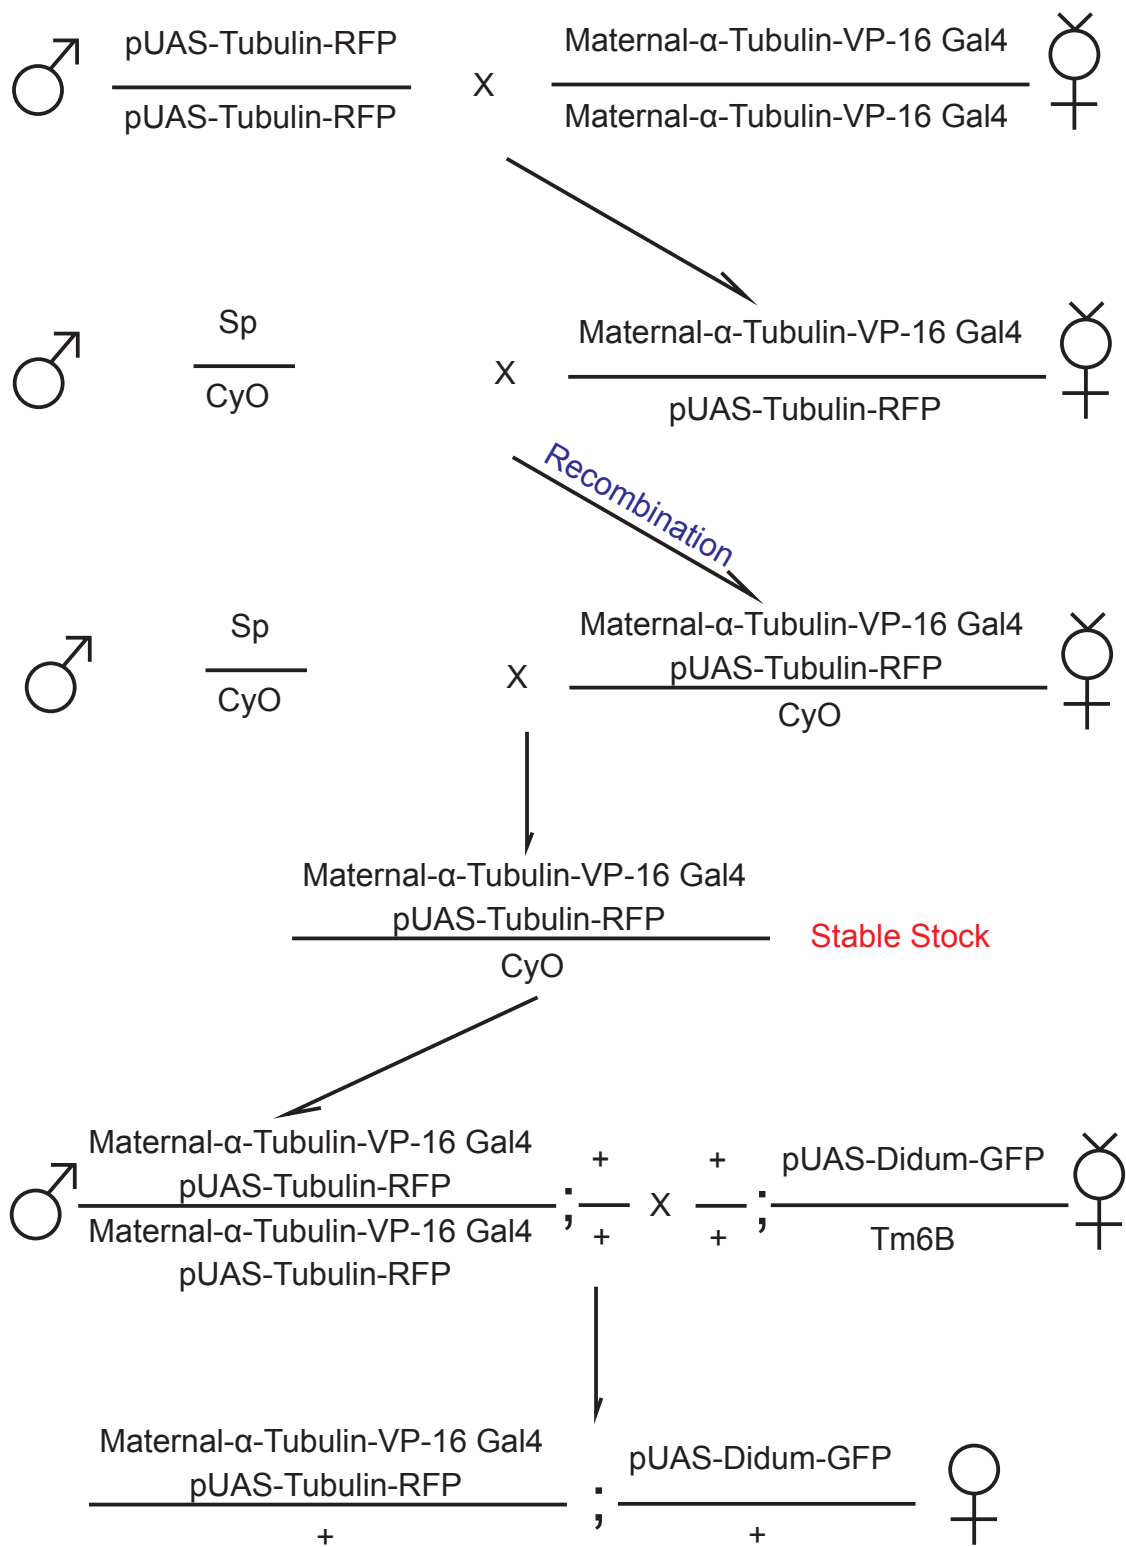 pUAS-Tubulin-RFP
pUAS-Tubulin-RFP
X
Maternal-α-Tubulin-VP-16 Gal4
Maternal-α-Tubulin-VP-16 Gal4
Sp
CyO
X
Maternal-α-Tubulin-VP-16 Gal4
pUAS-Tubulin-RFP
Recombination
Sp
CyO
X
Maternal-α-Tubulin-VP-16 Gal4
pUAS-Tubulin-RFP
CyO
Maternal-α-Tubulin-VP-16 Gal4
pUAS-Tubulin-RFP
CyO
Stable Stock
Maternal-α-Tubulin-VP-16 Gal4
pUAS-Tubulin-RFP
Maternal-α-Tubulin-VP-16 Gal4
pUAS-Tubulin-RFP
;
+
+
X
+
+
;
pUAS-Didum-GFP
Tm6B
Maternal-α-Tubulin-VP-16 Gal4
pUAS-Tubulin-RFP
+
;
pUAS-Didum-GFP
+